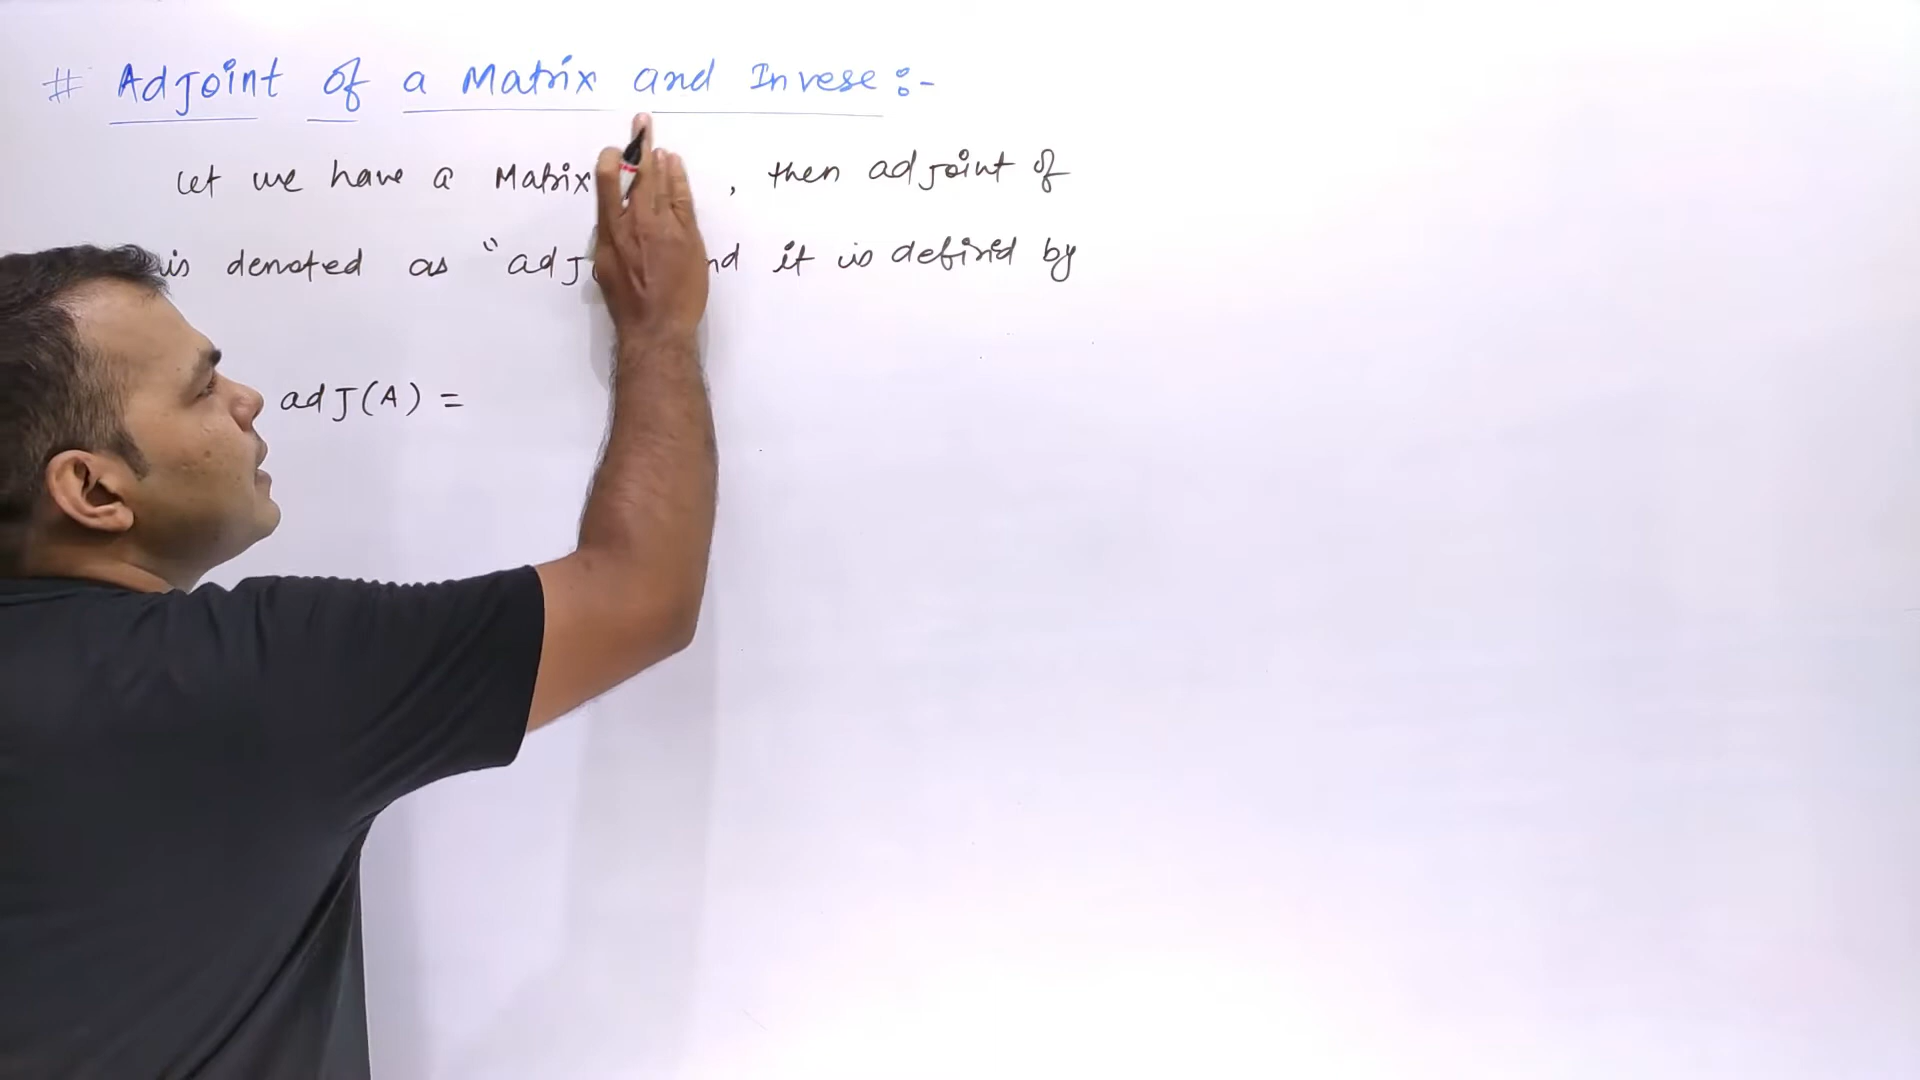 # Adjoint of a Matrix and Invese :-
Let we have a Matrix , then adjoint of
is denoted as "adj( it is defined by
adj(A) =